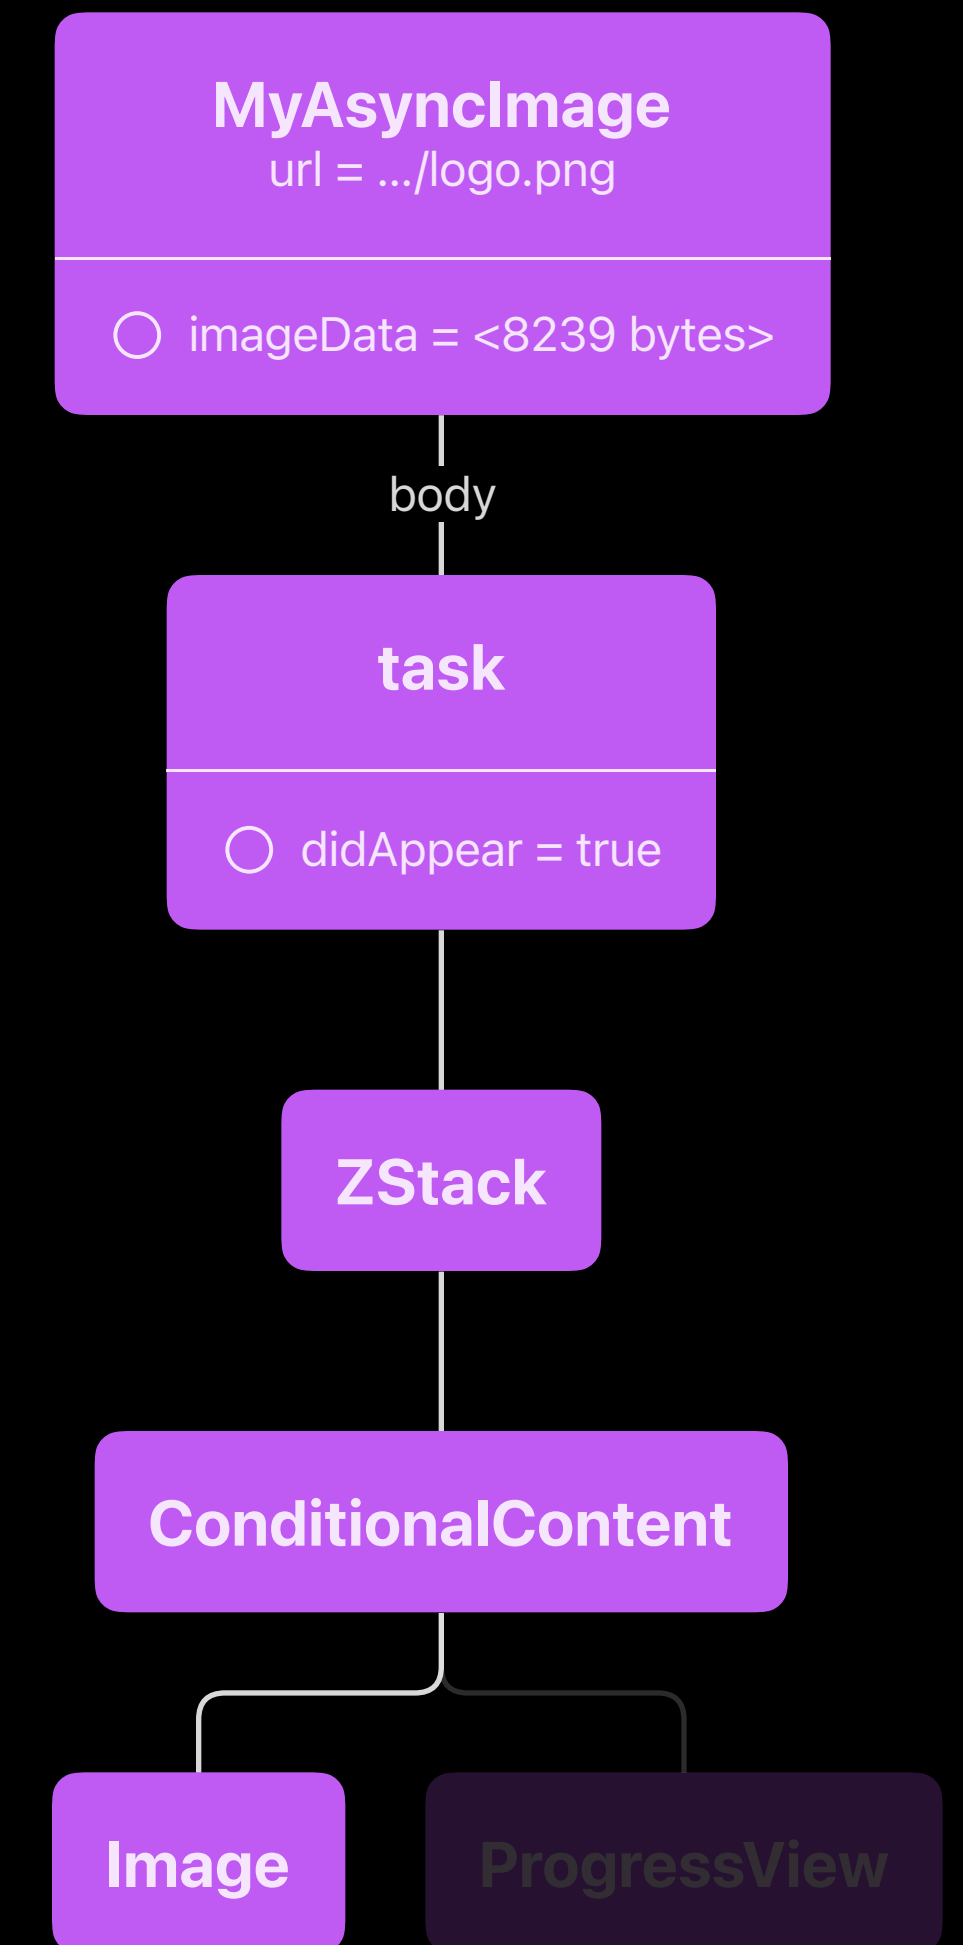 MyAsyncImage
url = .../logo.png
imageData = <8239 bytes>
body
task
didAppear = true
ZStack
ConditionalContent
Image
ProgressView